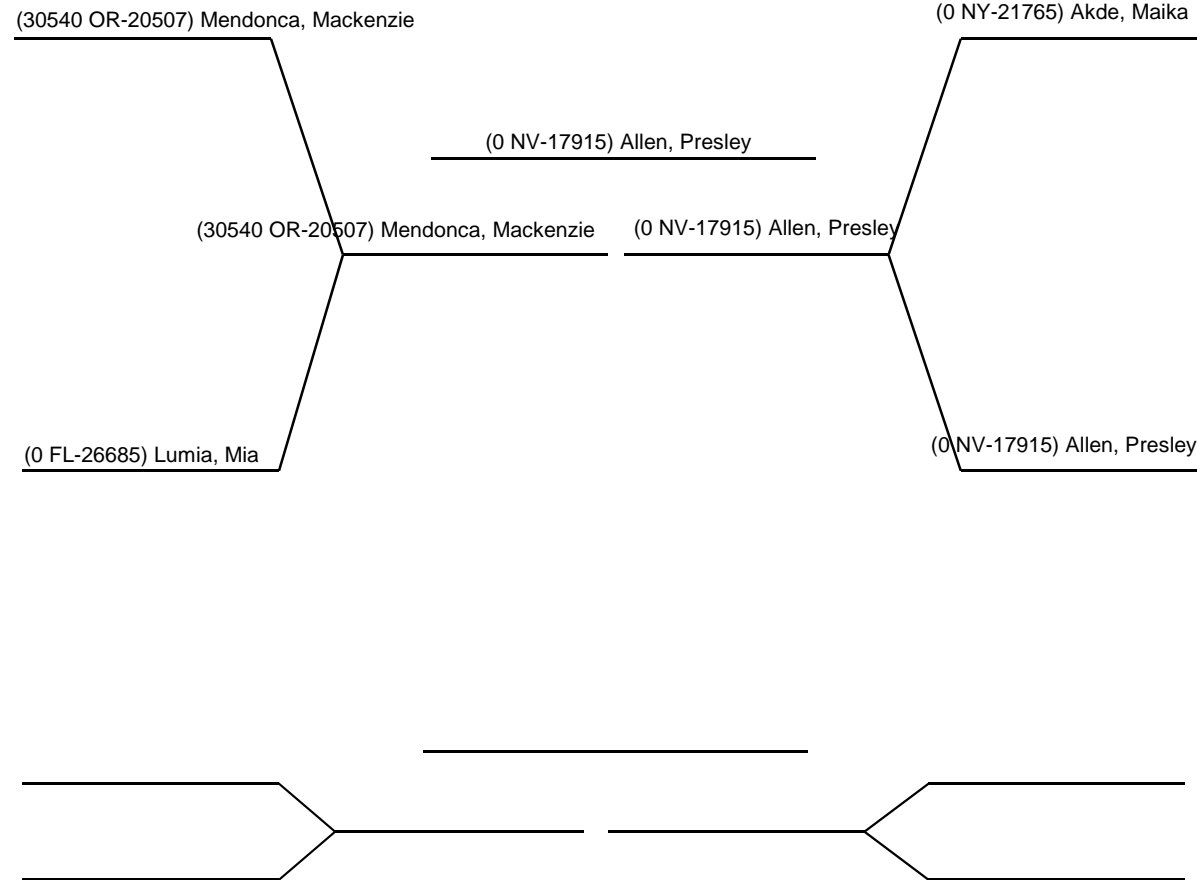 (30540 OR-20507) Mendonca, Mackenzie
(0 NY-21765) Akde, Maika
(0 NV-17915) Allen, Presley
(30540 OR-20507) Mendonca, Mackenzie
(0 NV-17915) Allen, Presley
(0 FL-26685) Lumia, Mia
(0 NV-17915) Allen, Presley